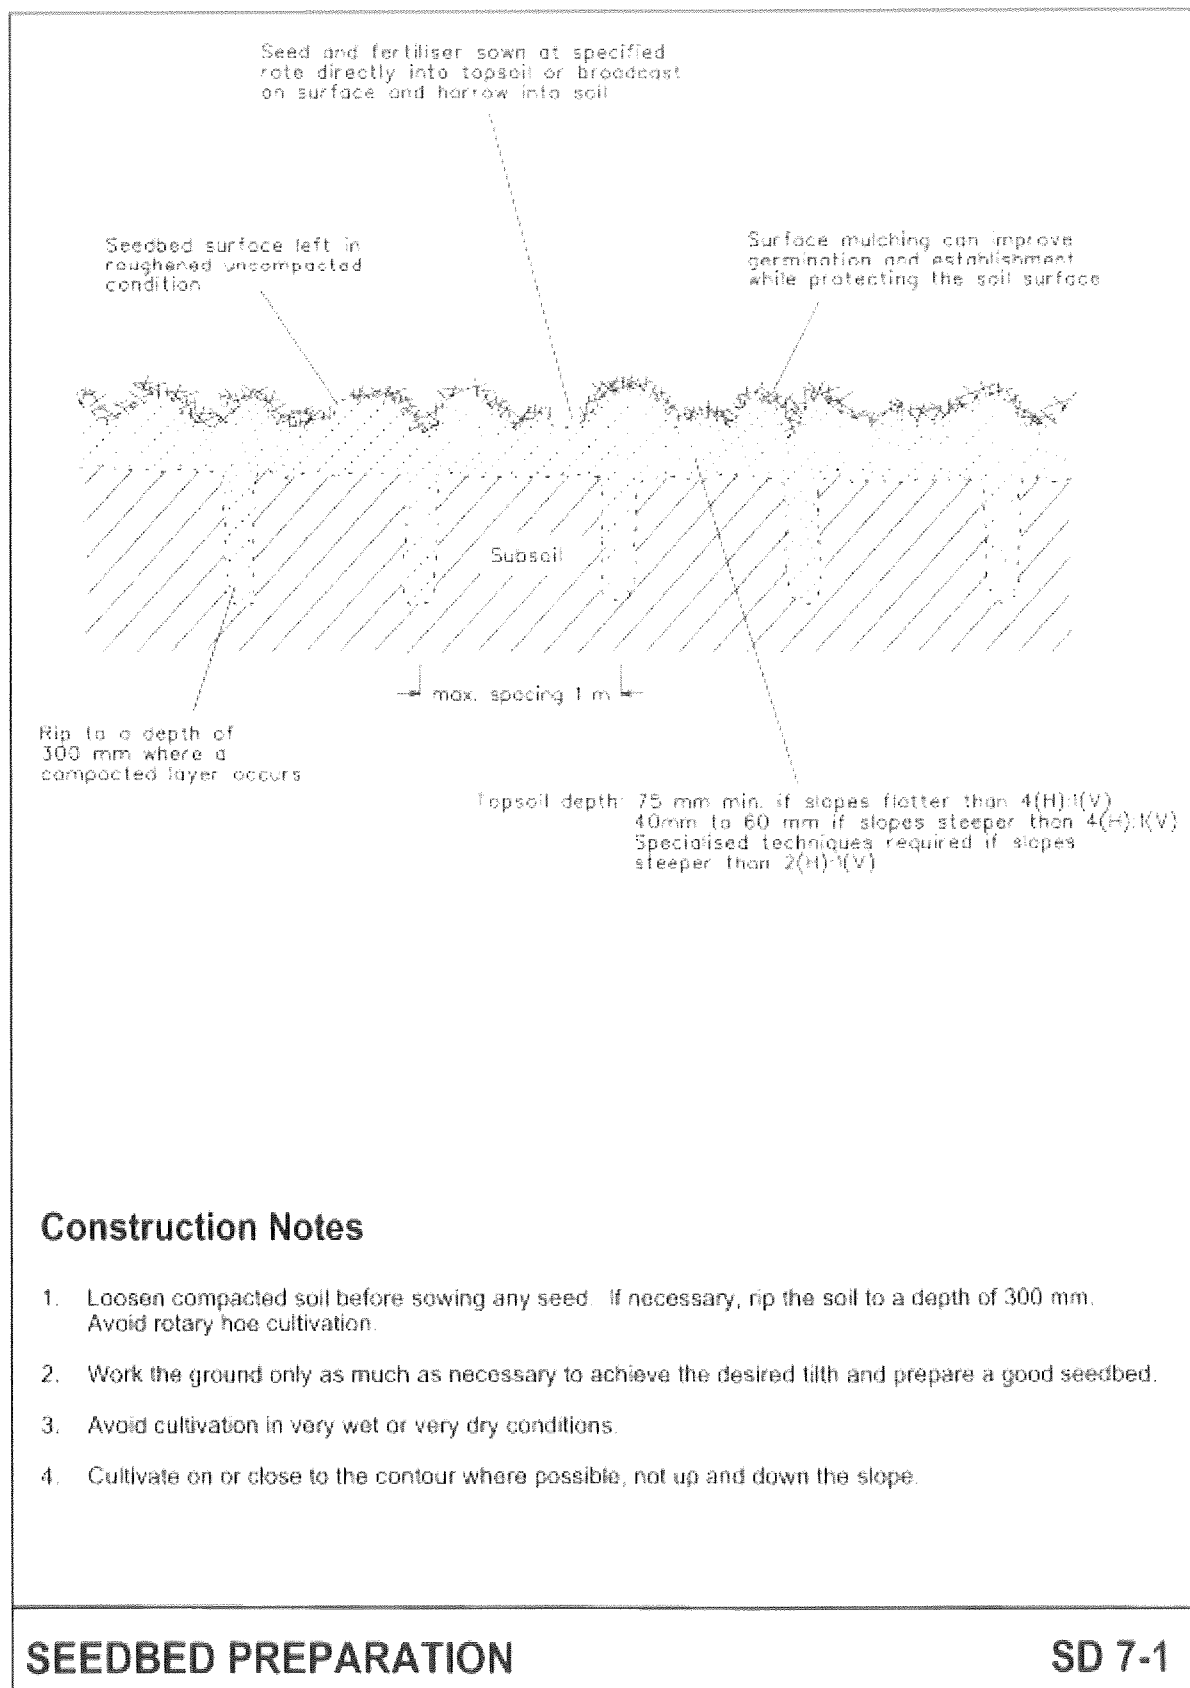 Seed and fertiliser sown at specified
rate directly into topsoil or broadcast
on surface and harrow into soil
Seedbed surface left in
roughened uncompacted
condition
Surface mulching can improve
germination and establishment
while protecting the soil surface
Subsoil
max. spacing 1 m
Rip to a depth of
300 mm where a
compacted layer occurs
Topsoil depth: 75 mm min. if slopes flatter than 4(H):1(V)
40mm to 60 mm if slopes steeper than 4(H):1(V)
Specialised techniques required if slopes
steeper than 2(H):1(V)
Construction Notes
1. Loosen compacted soil before sowing any seed. If necessary, rip the soil to a depth of 300 mm.
Avoid rotary hoe cultivation.
2. Work the ground only as much as necessary to achieve the desired tilth and prepare a good seedbed.
3. Avoid cultivation in very wet or very dry conditions.
4. Cultivate on or close to the contour where possible, not up and down the slope.
SEEDBED PREPARATION SD 7-1